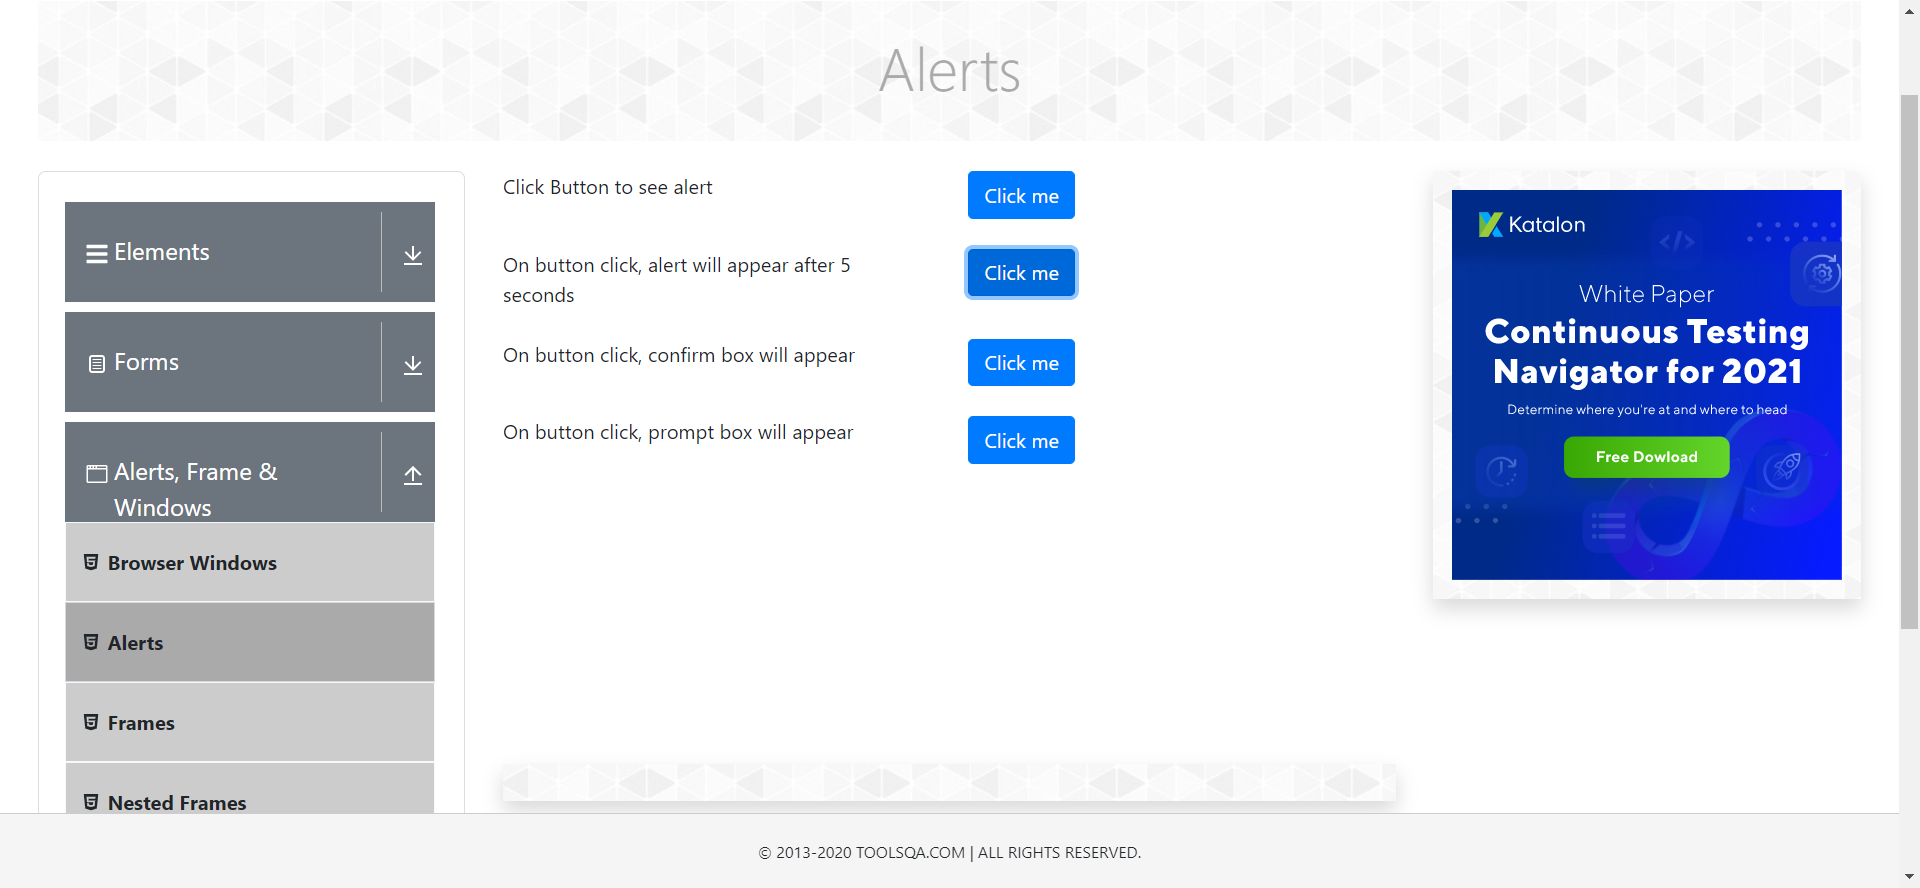 Alerts
Elements
Forms
Alerts, Frame &
Windows
Browser Windows
Alerts
Frames
Nested Frames
Click Button to see alert
Click me
On button click, alert will appear after 5
seconds
Click me
On button click, confirm box will appear
Click me
On button click, prompt box will appear
Click me
Katalon
</>
White Paper
Continuous Testing
Navigator for 2021
Determine where you're at and where to head
Free Dowload
© 2013-2020 TOOLSQA.COM | ALL RIGHTS RESERVED.